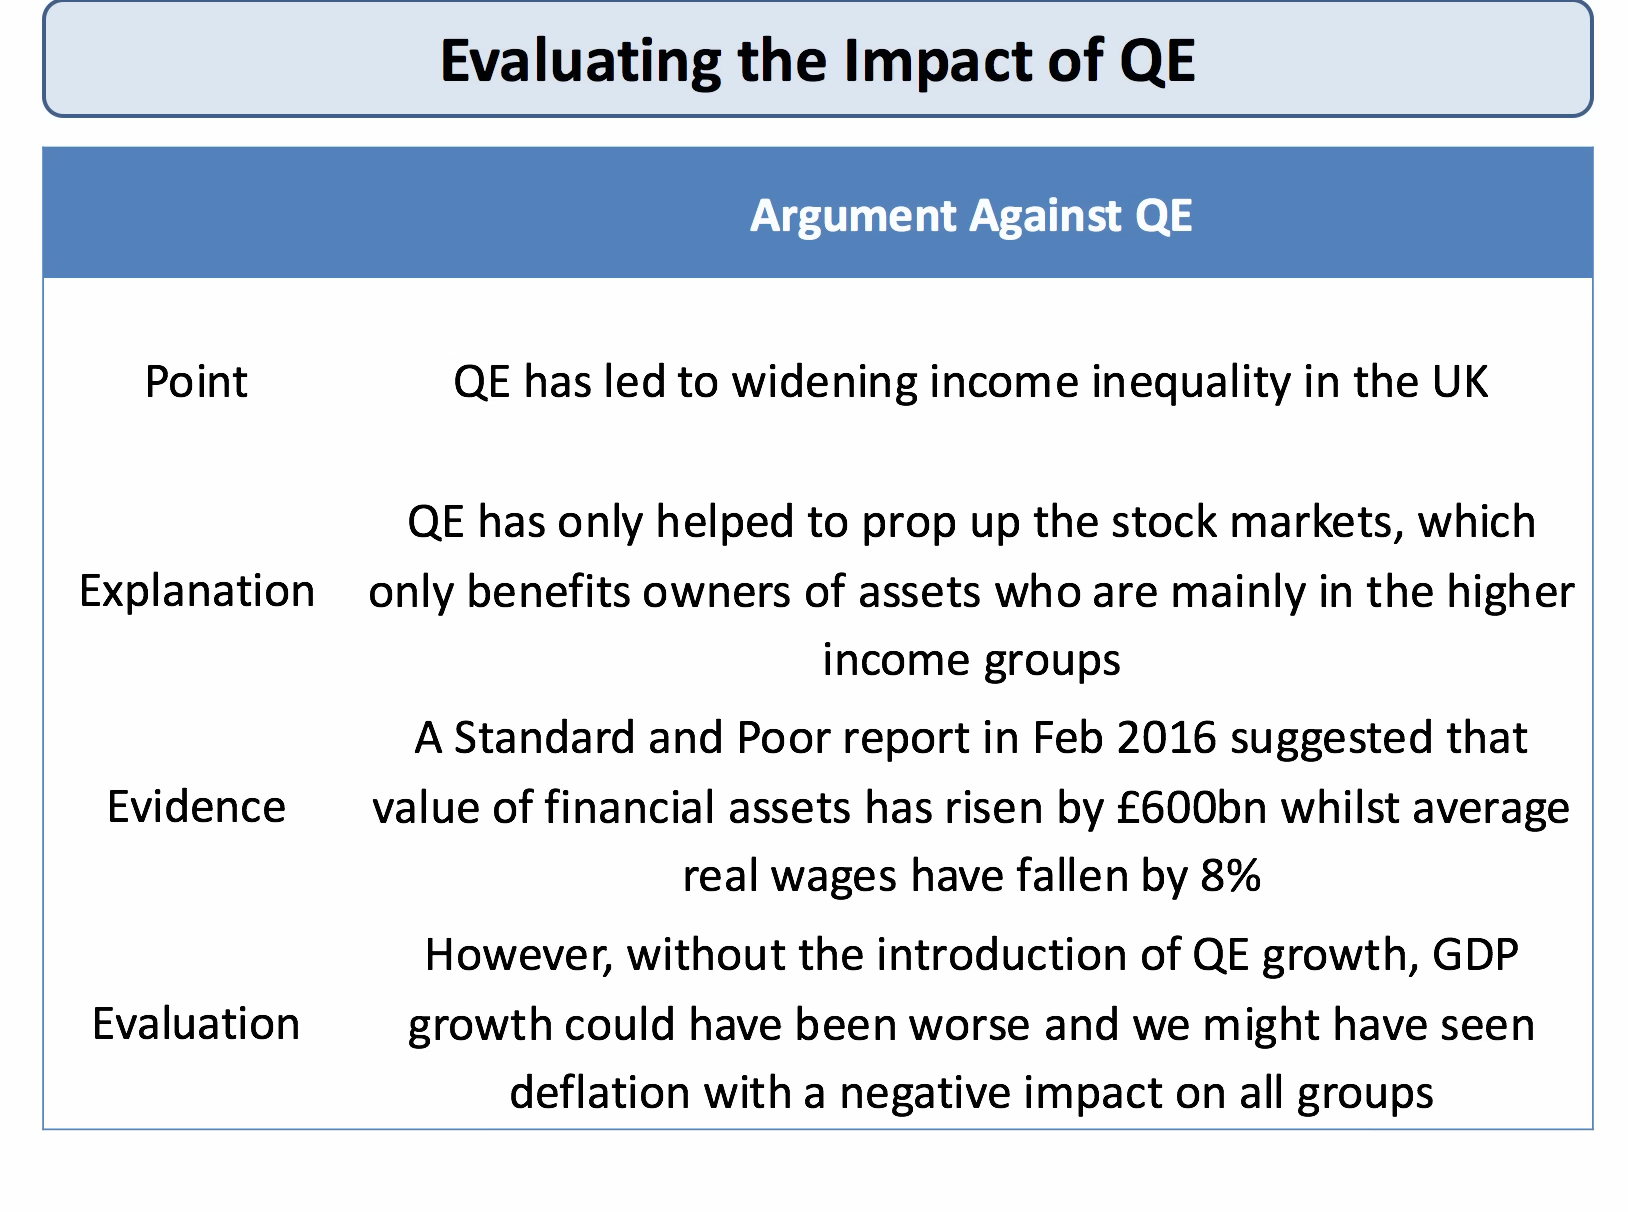 Evaluating the Impact of QE
Argument Against QE
Point
QE has led to widening income inequality in the UK
Explanation
QE has only helped to prop up the stock markets, which
only benefits owners of assets who are mainly in the higher
income groups
Evidence
A Standard and Poor report in Feb 2016 suggested that
value of financial assets has risen by £600bn whilst average
real wages have fallen by 8%
Evaluation
However, without the introduction of QE growth, GDP
growth could have been worse and we might have seen
deflation with a negative impact on all groups